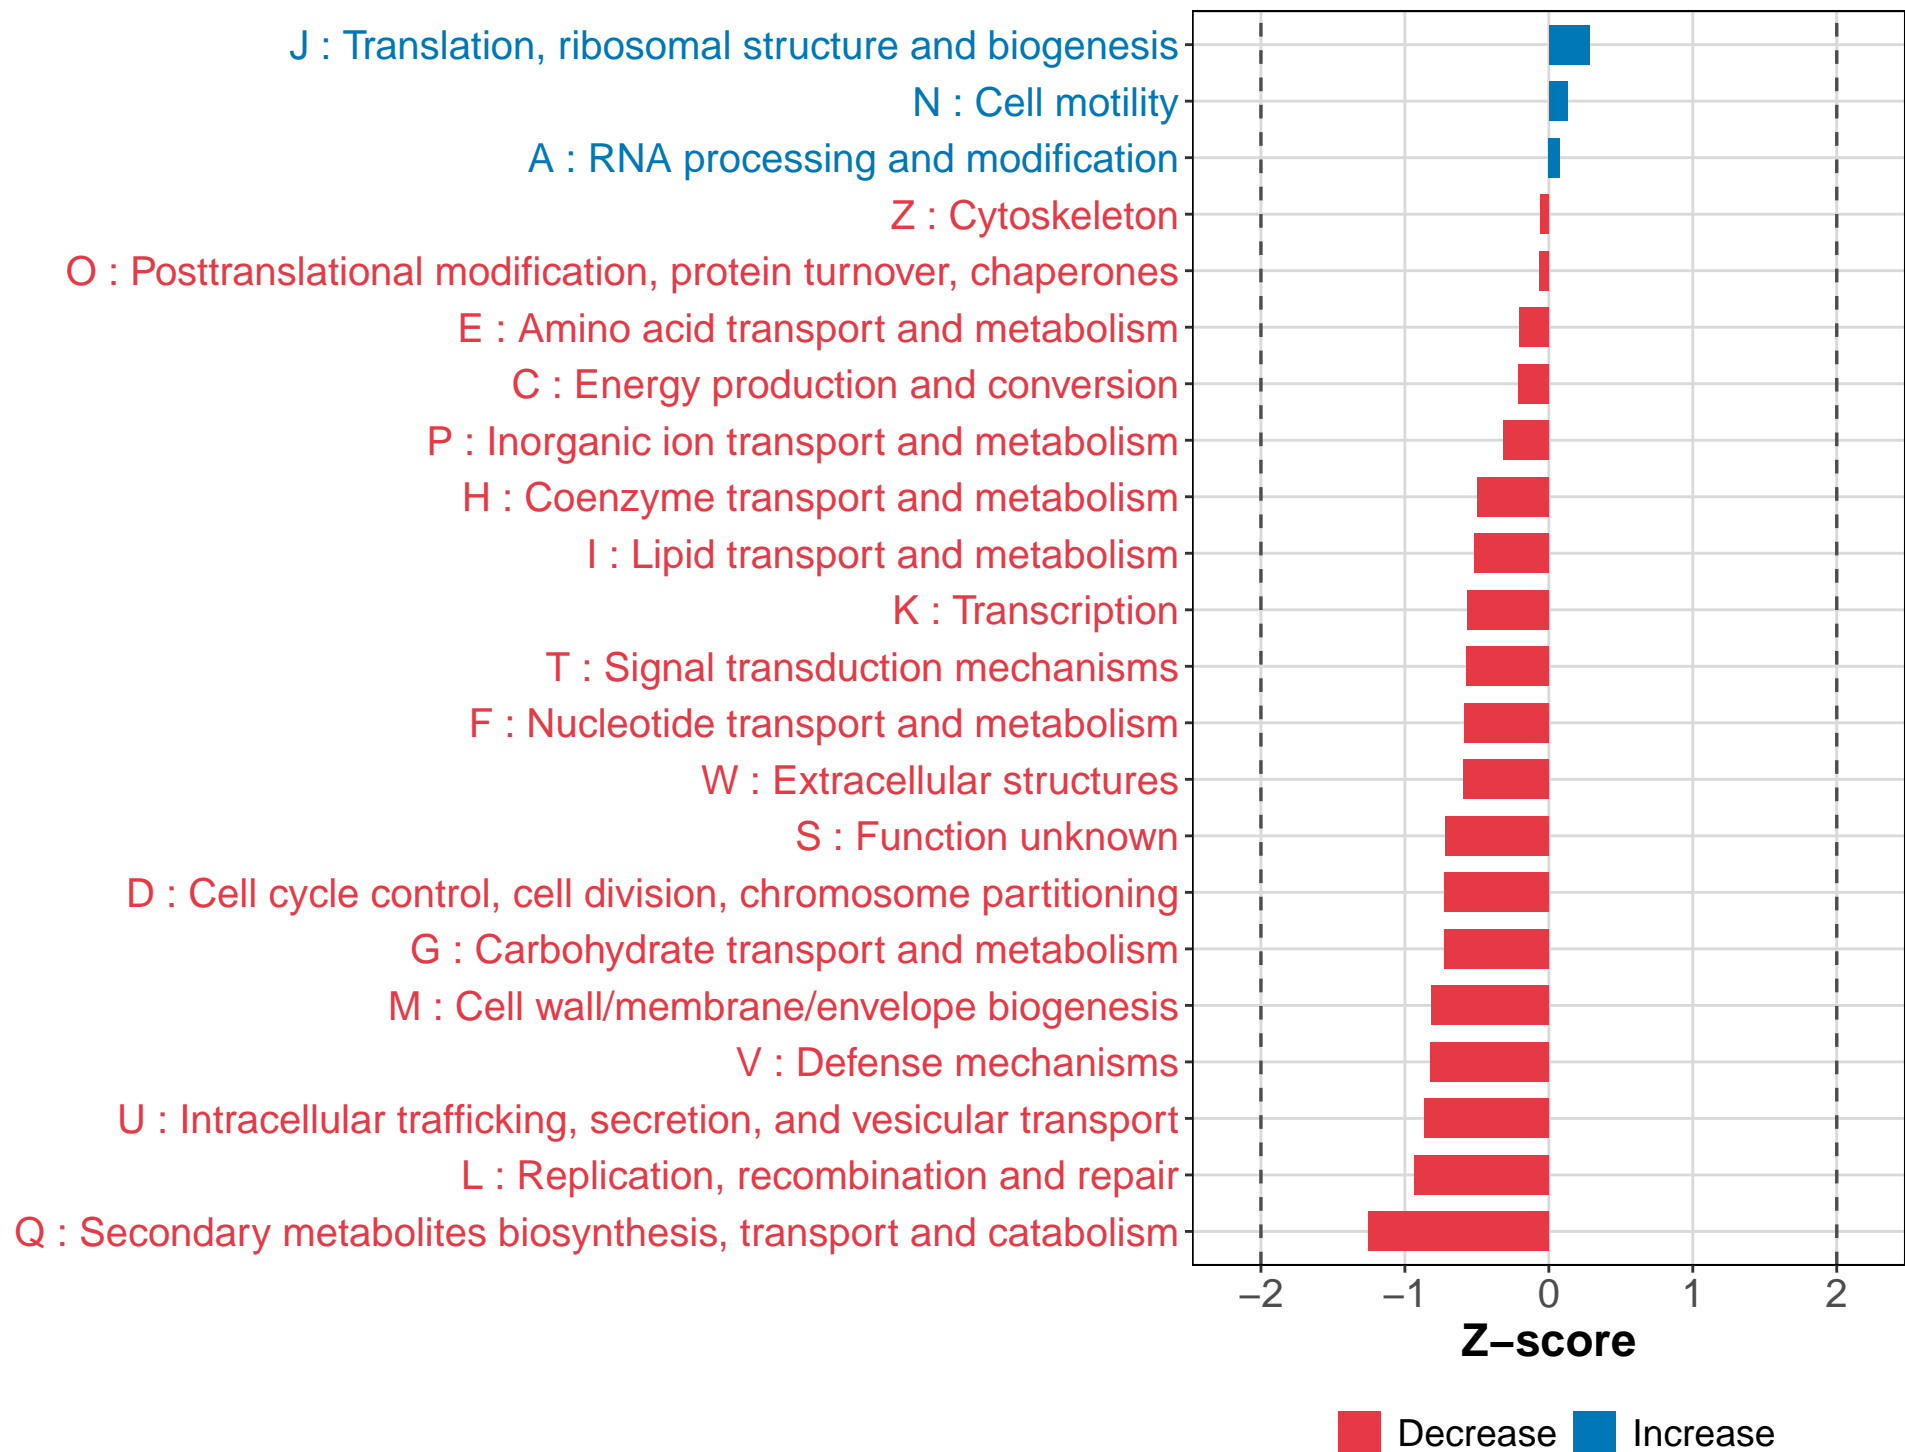 J : Translation, ribosomal structure and biogenesis
N : Cell motility
A : RNA processing and modification
Z : Cytoskeleton
O : Posttranslational modification, protein turnover, chaperones
E : Amino acid transport and metabolism
C : Energy production and conversion
P : Inorganic ion transport and metabolism
H : Coenzyme transport and metabolism
I : Lipid transport and metabolism
K : Transcription
T : Signal transduction mechanisms
F : Nucleotide transport and metabolism
W : Extracellular structures
S : Function unknown
D : Cell cycle control, cell division, chromosome partitioning
G : Carbohydrate transport and metabolism
M : Cell wall/membrane/envelope biogenesis
V : Defense mechanisms
U : Intracellular trafficking, secretion, and vesicular transport
L : Replication, recombination and repair
Q : Secondary metabolites biosynthesis, transport and catabolism
−2 −1 0 1 2
Z−score
Decrease Increase